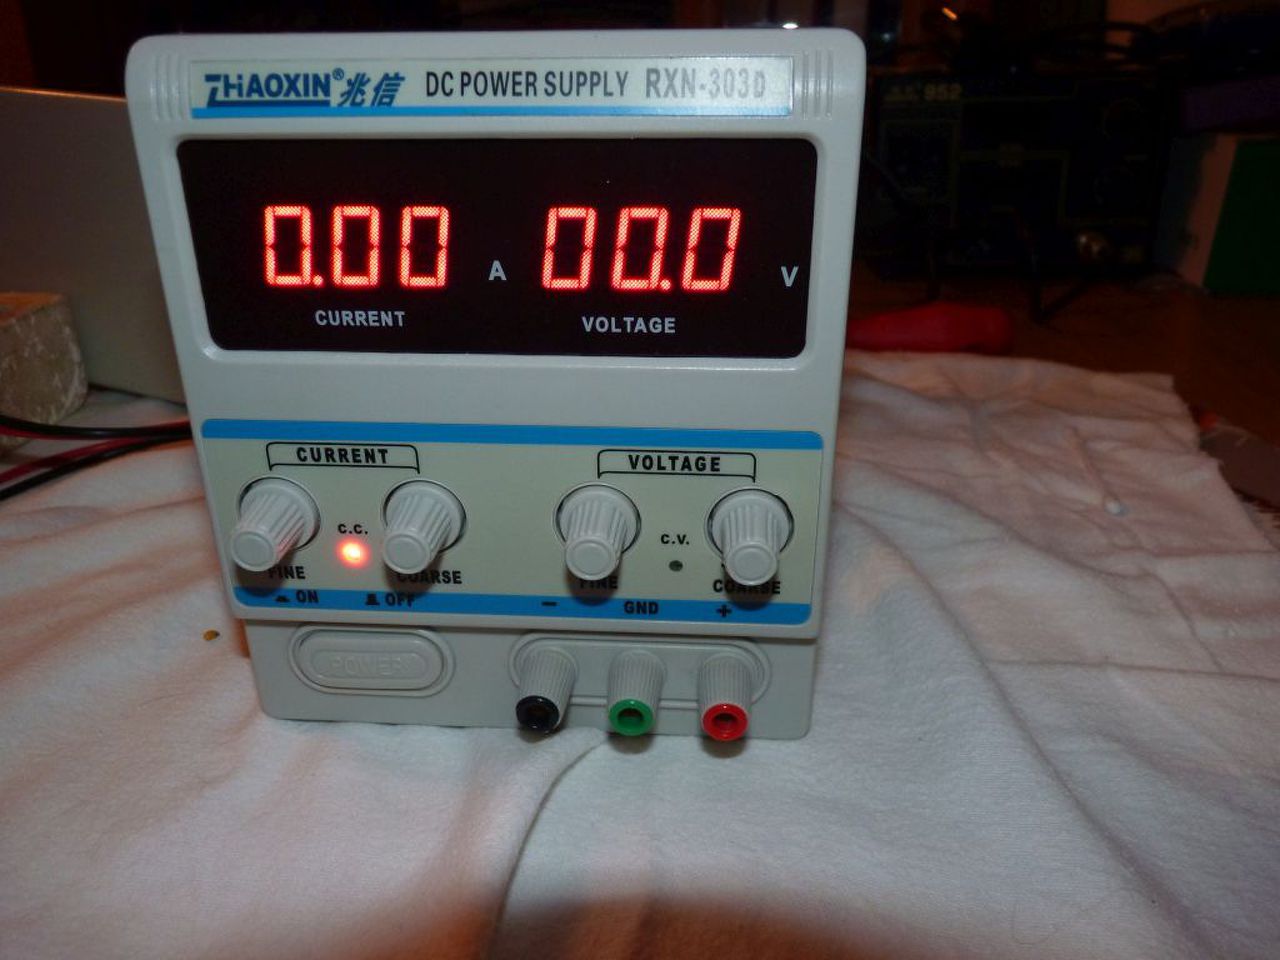 ZHAOXIN® 兆信 DC POWER SUPPLY RXN-303D
0.00 A 00.0 V
CURRENT VOLTAGE
CURRENT VOLTAGE
C.C. C.V.
FINE COARSE FINE COARSE
ON OFF − GND +
POWER
952